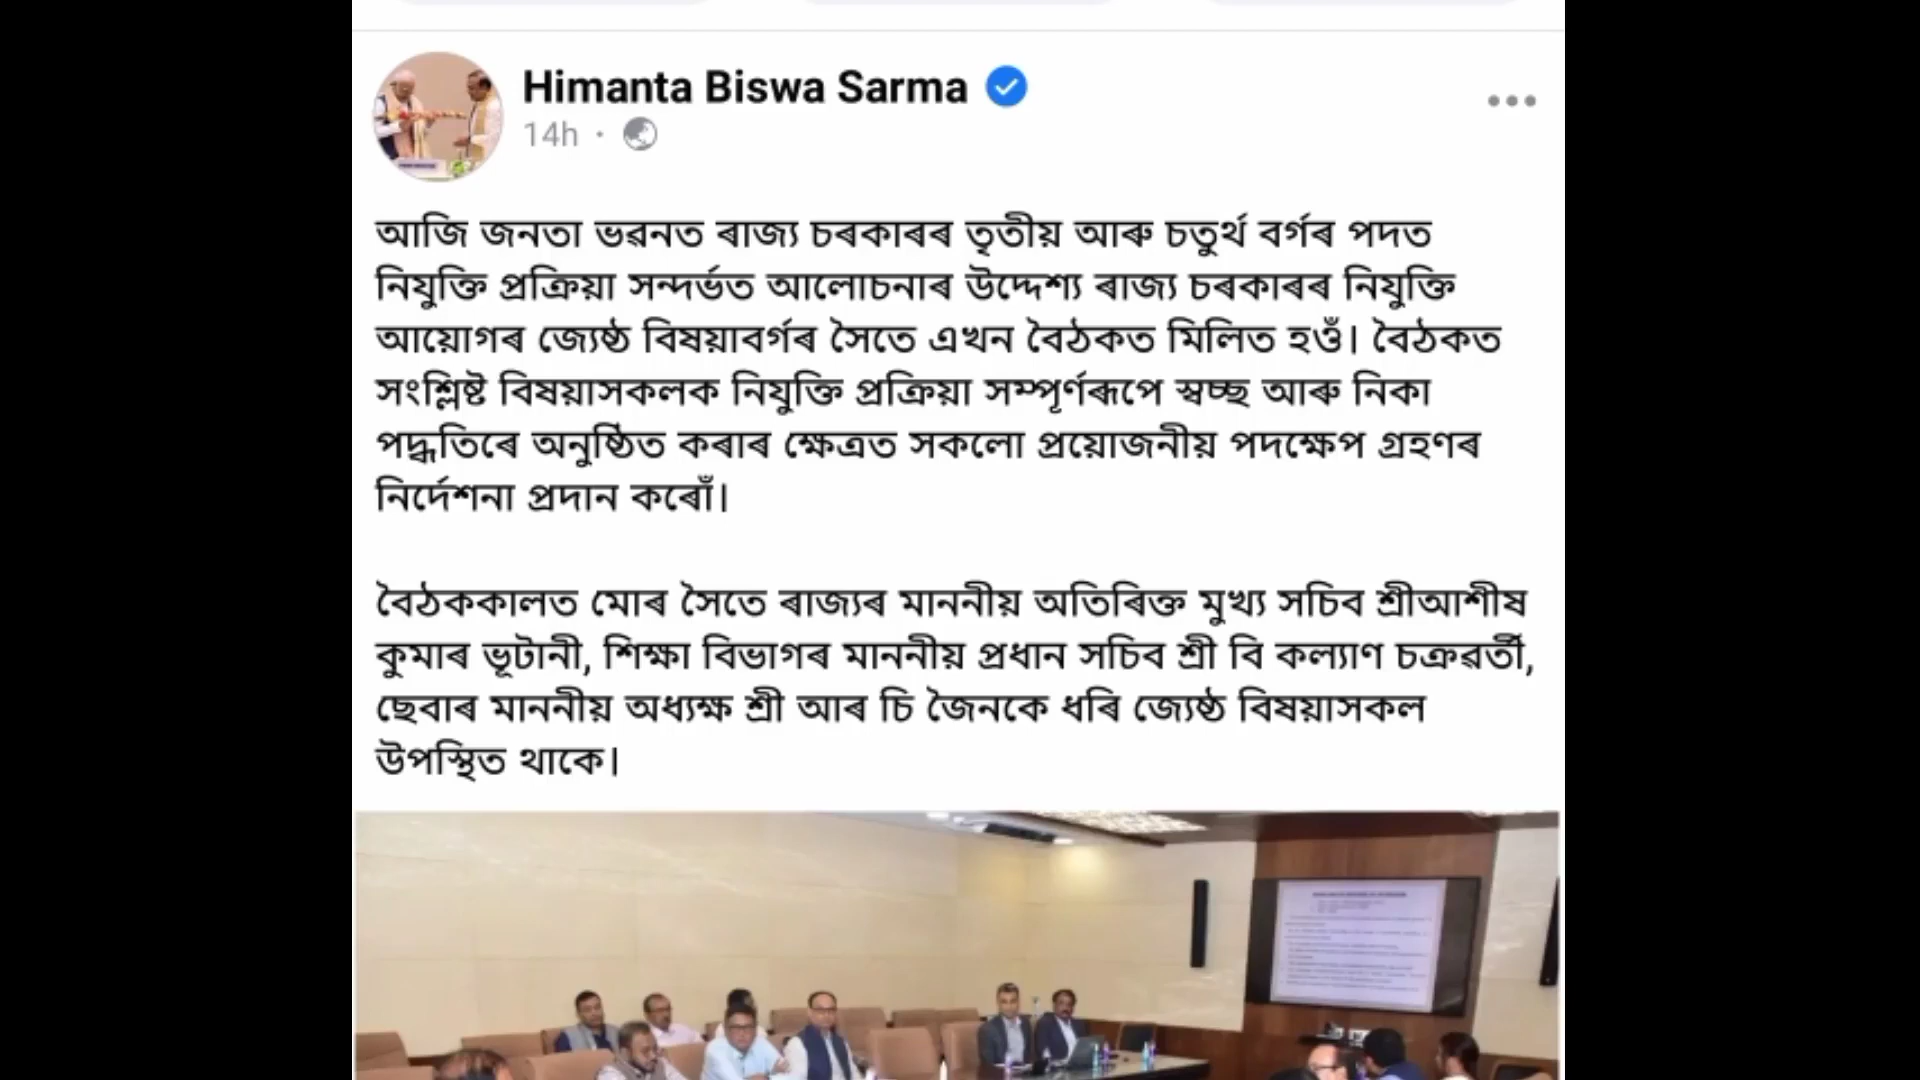 Himanta Biswa Sarma
14h ·
আজি জনতা ভৱনত ৰাজ্য চৰকাৰৰ তৃতীয় আৰু চতুৰ্থ বৰ্গৰ পদত
নিযুক্তি প্ৰক্ৰিয়া সন্দৰ্ভত আলোচনাৰ উদ্দেশ্য ৰাজ্য চৰকাৰৰ নিযুক্তি
আয়োগৰ জ্যেষ্ঠ বিষয়াবৰ্গৰ সৈতে এখন বৈঠকত মিলিত হওঁ। বৈঠকত
সংশ্লিষ্ট বিষয়াসকলক নিযুক্তি প্ৰক্ৰিয়া সম্পূৰ্ণৰূপে স্বচ্ছ আৰু নিকা
পদ্ধতিৰে অনুষ্ঠিত কৰাৰ ক্ষেত্ৰত সকলো প্ৰয়োজনীয় পদক্ষেপ গ্ৰহণৰ
নিৰ্দেশনা প্ৰদান কৰোঁ।
বৈঠককালত মোৰ সৈতে ৰাজ্যৰ মাননীয় অতিৰিক্ত মুখ্য সচিব শ্ৰীআশীষ
কুমাৰ ভূটানী, শিক্ষা বিভাগৰ মাননীয় প্ৰধান সচিব শ্ৰী বি কল্যাণ চক্ৰৱৰ্তী,
ছেবাৰ মাননীয় অধ্যক্ষ শ্ৰী আৰ চি জৈনকে ধৰি জ্যেষ্ঠ বিষয়াসকল
উপস্থিত থাকে।